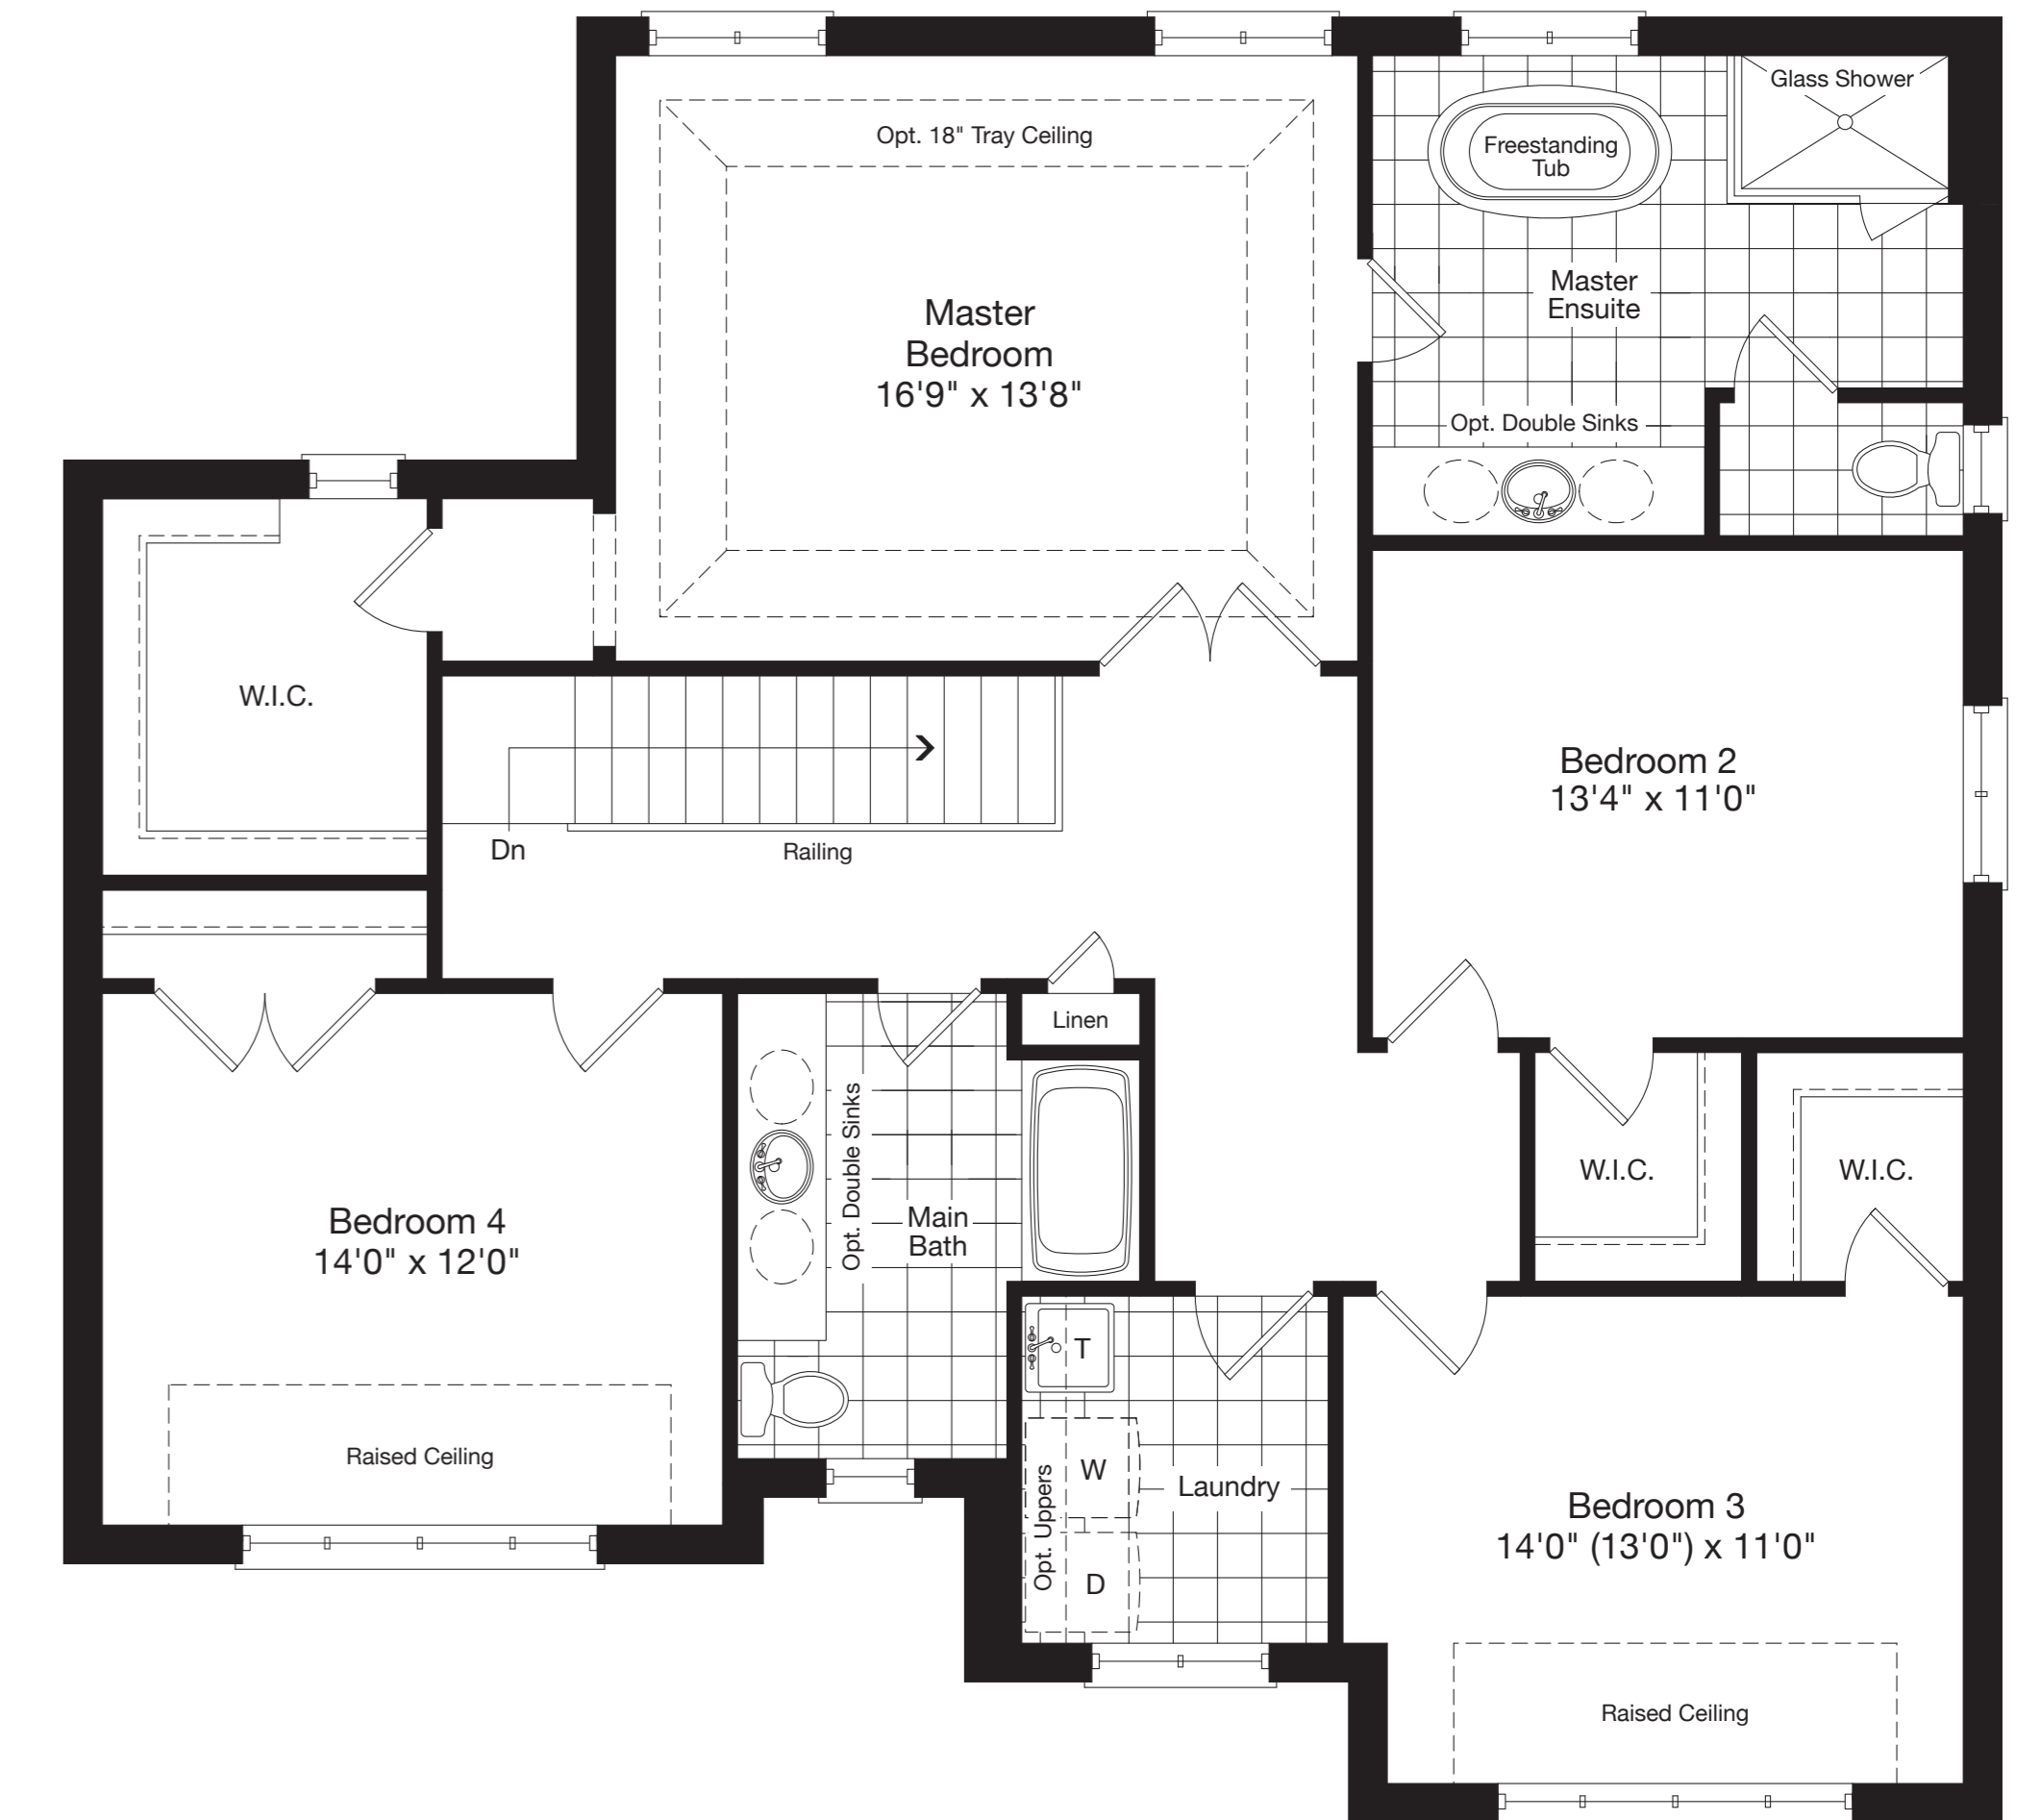 Glass Shower
Opt. 18" Tray Ceiling
Freestanding
Tub
Master
Bedroom
16'9" x 13'8"
Master
Ensuite
Opt. Double Sinks
W.I.C.
Bedroom 2
13'4" x 11'0"
Dn
Railing
Linen
Opt. Double Sinks
W.I.C.
W.I.C.
Bedroom 4
14'0" x 12'0"
Main
Bath
T
Raised Ceiling
W
Laundry
Opt. Uppers
D
Bedroom 3
14'0" (13'0") x 11'0"
Raised Ceiling